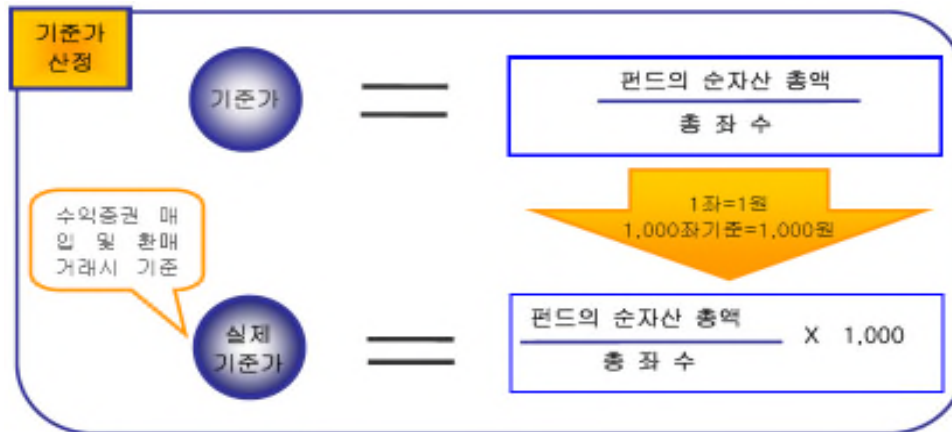 기준가
산정
기준가
펀드의 순자산 총액
총 좌 수
1좌=1원
1,000좌기준=1,000원
수익증권 매
입 및 환매
거래시 기준
실제
기준가
펀드의 순자산 총액
총 좌 수
X 1,000